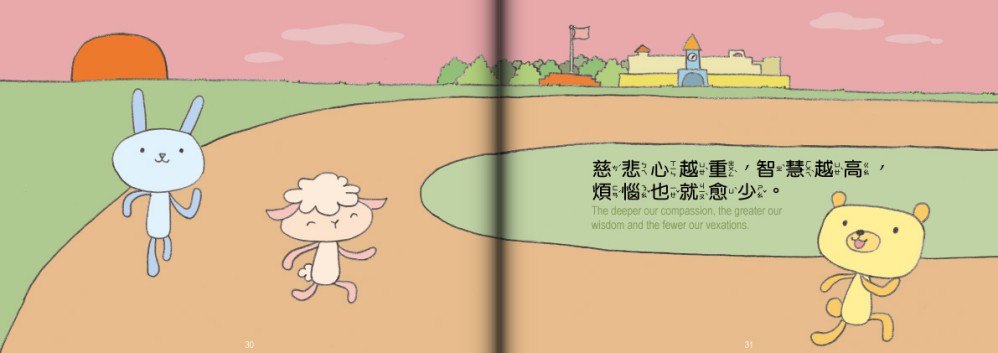 慈悲心越重，智慧越高，
煩惱也就愈少。
The deeper our compassion, the greater our
wisdom and the fewer our vexations.
30
31